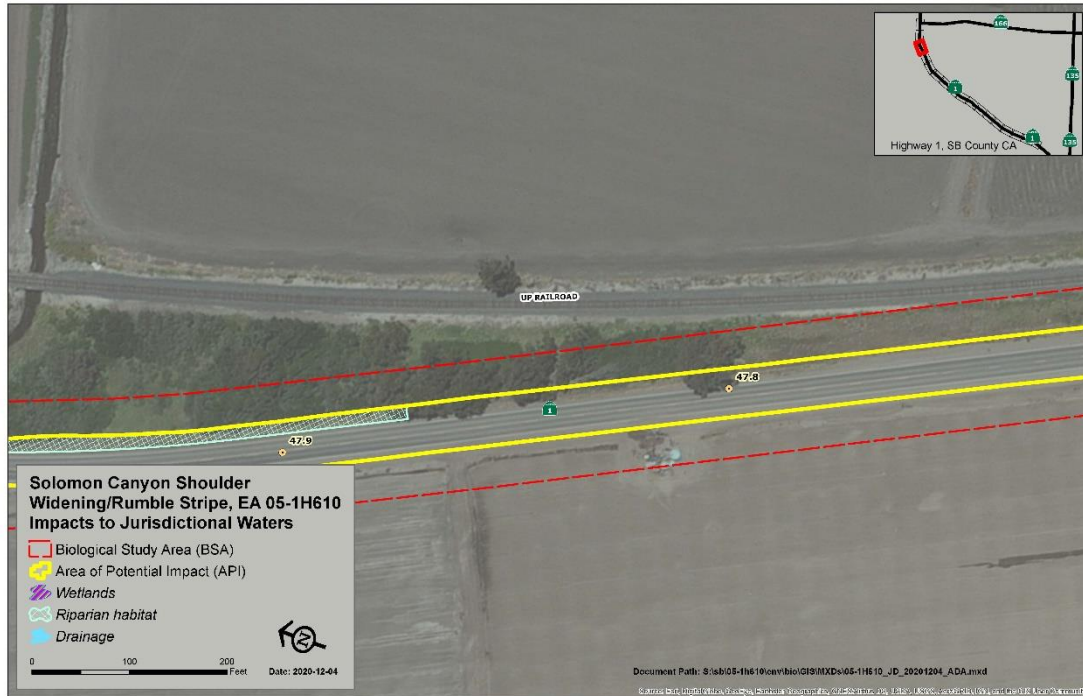 166
135
1
1
135
Highway 1, SB County CA
UP RAILROAD
47.8
1
47.9
Solomon Canyon Shoulder
Widening/Rumble Stripe, EA 05-1H610
Impacts to Jurisdictional Waters
Biological Study Area (BSA)
Area of Potential Impact (API)
Wetlands
Riparian habitat
Drainage
N
0 100 200
Feet
Date: 2020-12-04
Document Path: S:\sb\05-1h610\env\bio\GIS\MXDs\05-1H610_JD_20201204_ADA.mxd